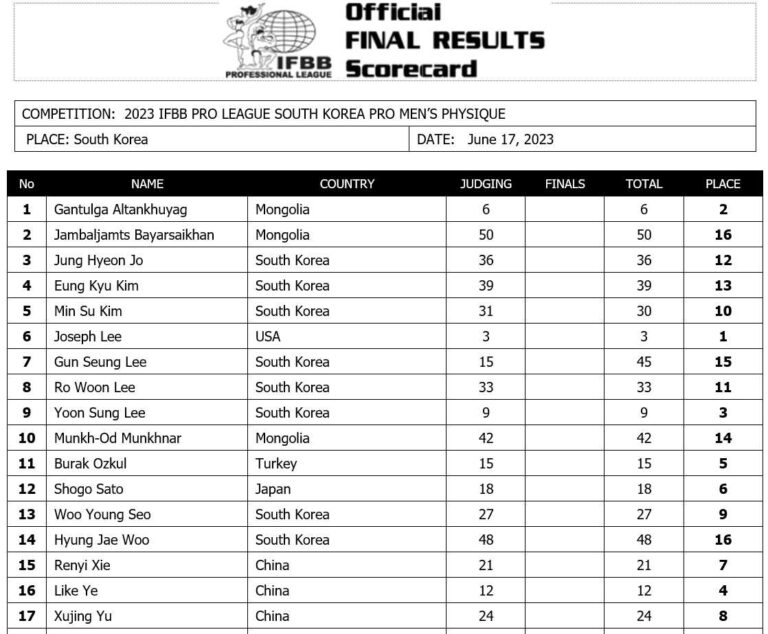 Official
FINAL RESULTS
Scorecard
IFBB
PROFESSIONAL LEAGUE
COMPETITION: 2023 IFBB PRO LEAGUE SOUTH KOREA PRO MEN'S PHYSIQUE
PLACE: South Korea DATE: June 17, 2023
No NAME COUNTRY JUDGING FINALS TOTAL PLACE
1 Gantulga Altankhuyag Mongolia 6 6 2
2 Jambaljamts Bayarsaikhan Mongolia 50 50 16
3 Jung Hyeon Jo South Korea 36 36 12
4 Eung Kyu Kim South Korea 39 39 13
5 Min Su Kim South Korea 31 30 10
6 Joseph Lee USA 3 3 1
7 Gun Seung Lee South Korea 15 45 15
8 Ro Woon Lee South Korea 33 33 11
9 Yoon Sung Lee South Korea 9 9 3
10 Munkh-Od Munkhnar Mongolia 42 42 14
11 Burak Ozkul Turkey 15 15 5
12 Shogo Sato Japan 18 18 6
13 Woo Young Seo South Korea 27 27 9
14 Hyung Jae Woo South Korea 48 48 16
15 Renyi Xie China 21 21 7
16 Like Ye China 12 12 4
17 Xujing Yu China 24 24 8